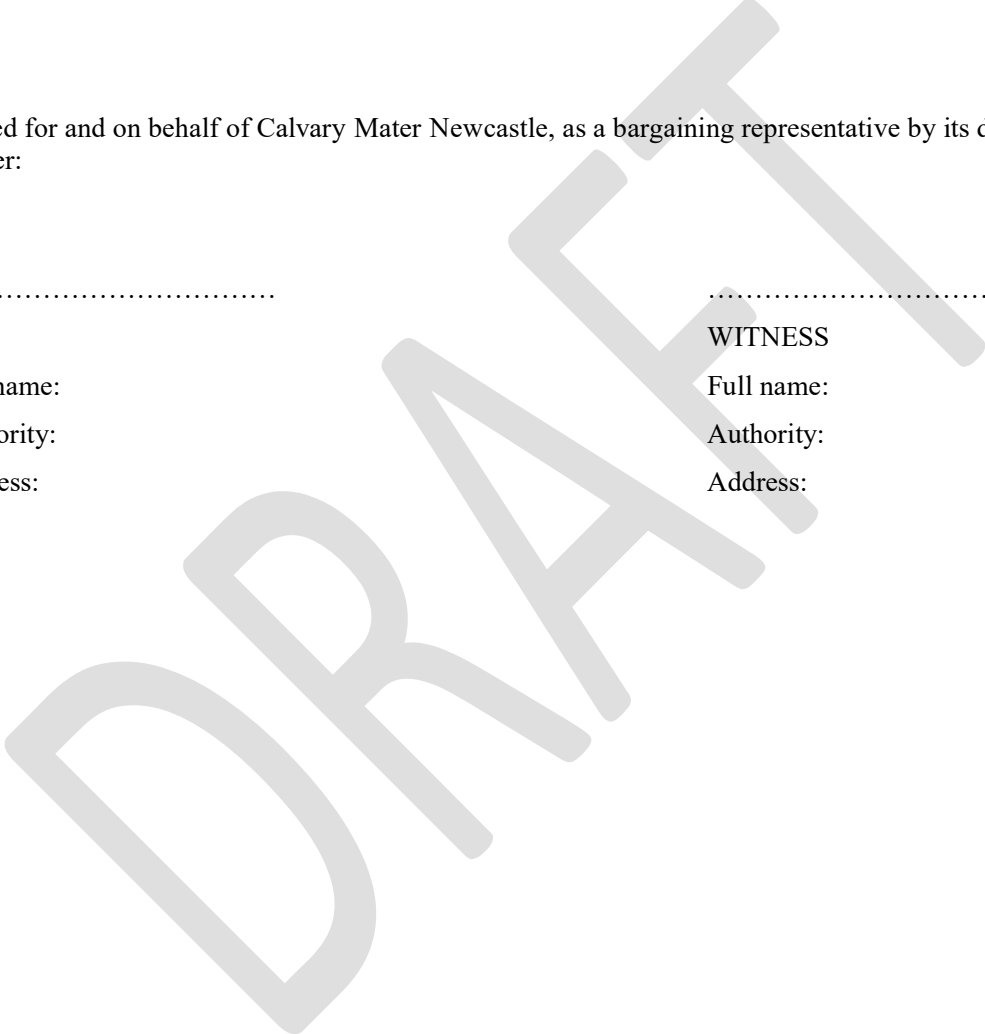 ed for and on behalf of Calvary Mater Newcastle, as a bargaining representative by its d
er:
………………………… …………………………
WITNESS
name: Full name:
ority: Authority:
ess: Address:
DRAFT